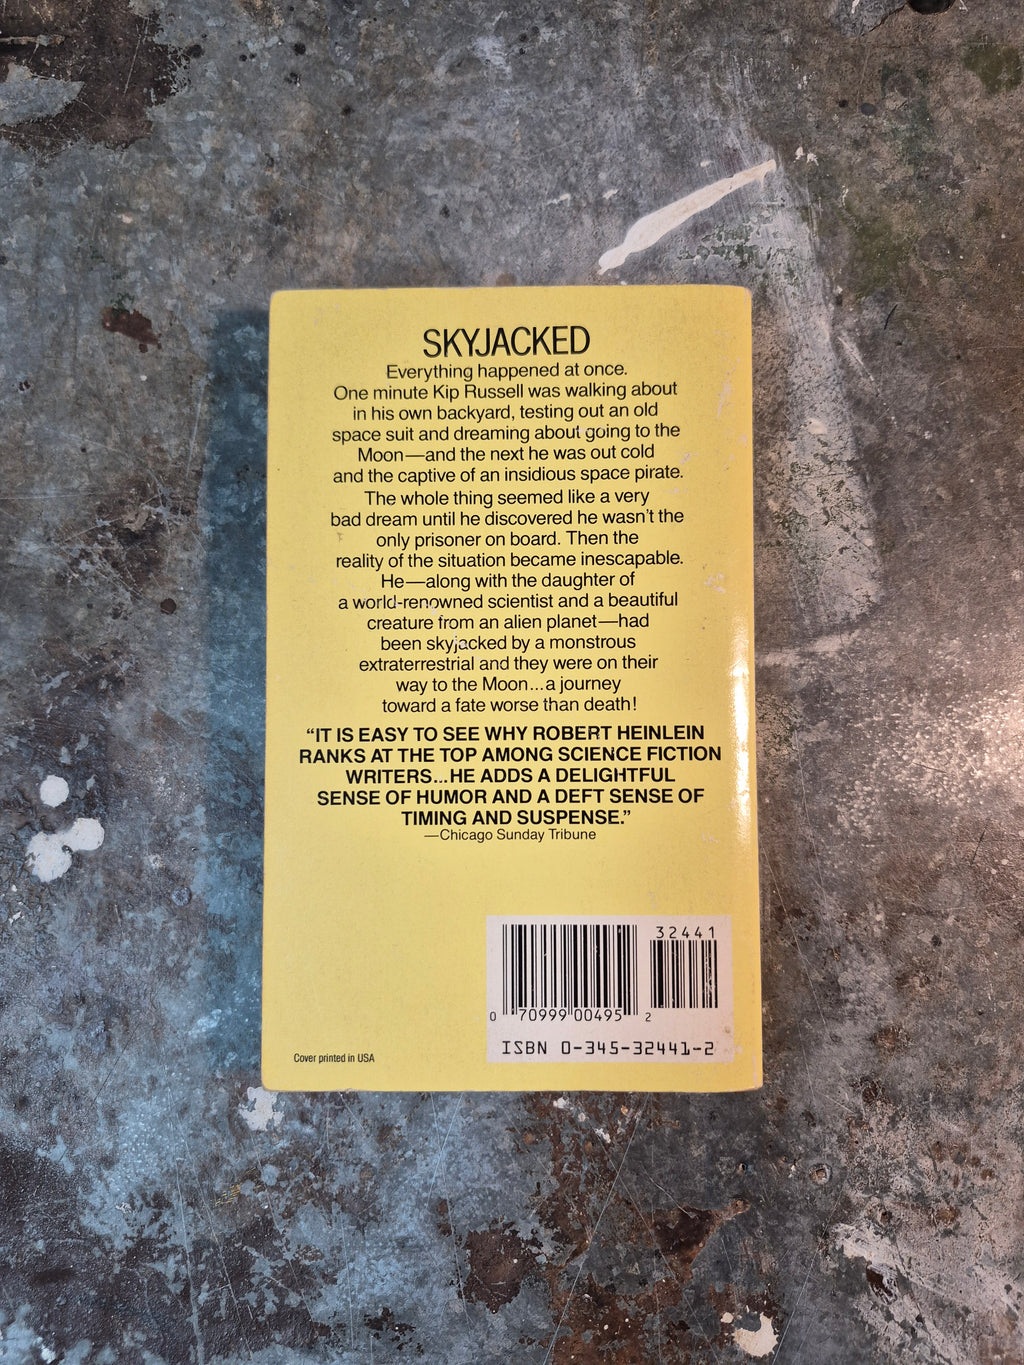 SKYJACKED
Everything happened at once.
One minute Kip Russell was walking about
in his own backyard, testing out an old
space suit and dreaming about going to the
Moon—and the next he was out cold
and the captive of an insidious space pirate.
The whole thing seemed like a very
bad dream until he discovered he wasn't the
only prisoner on board. Then the
reality of the situation became inescapable.
He—along with the daughter of
a world-renowned scientist and a beautiful
creature from an alien planet—had
been skyjacked by a monstrous
extraterrestrial and they were on their
way to the Moon...a journey
toward a fate worse than death!
“IT IS EASY TO SEE WHY ROBERT HEINLEIN
RANKS AT THE TOP AMONG SCIENCE FICTION
WRITERS...HE ADDS A DELIGHTFUL
SENSE OF HUMOR AND A DEFT SENSE OF
TIMING AND SUSPENSE.”
—Chicago Sunday Tribune
32441
0 70999 00495 2
ISBN 0-345-32441-2
Cover printed in USA